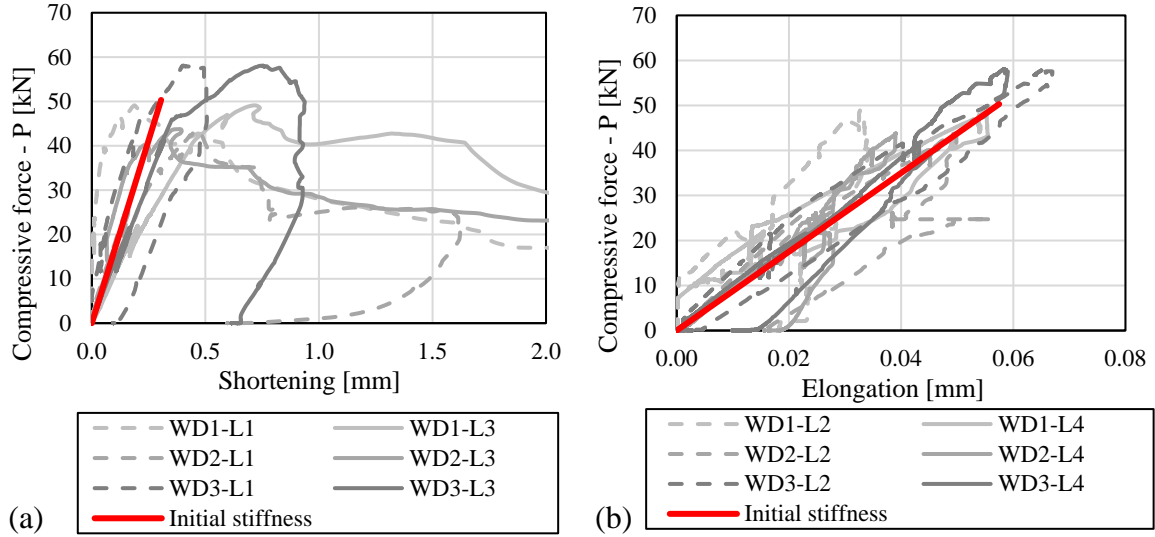 Compressive force - P [kN]
70
60
50
40
30
20
10
0
0.0 0.5 1.0 1.5 2.0
Shortening [mm]
WD1-L1 WD1-L3
WD2-L1 WD2-L3
WD3-L1 WD3-L3
Initial stiffness
(a)
Compressive force - P [kN]
70
60
50
40
30
20
10
0
0.00 0.02 0.04 0.06 0.08
Elongation [mm]
WD1-L2 WD1-L4
WD2-L2 WD2-L4
WD3-L2 WD3-L4
Initial stiffness
(b)